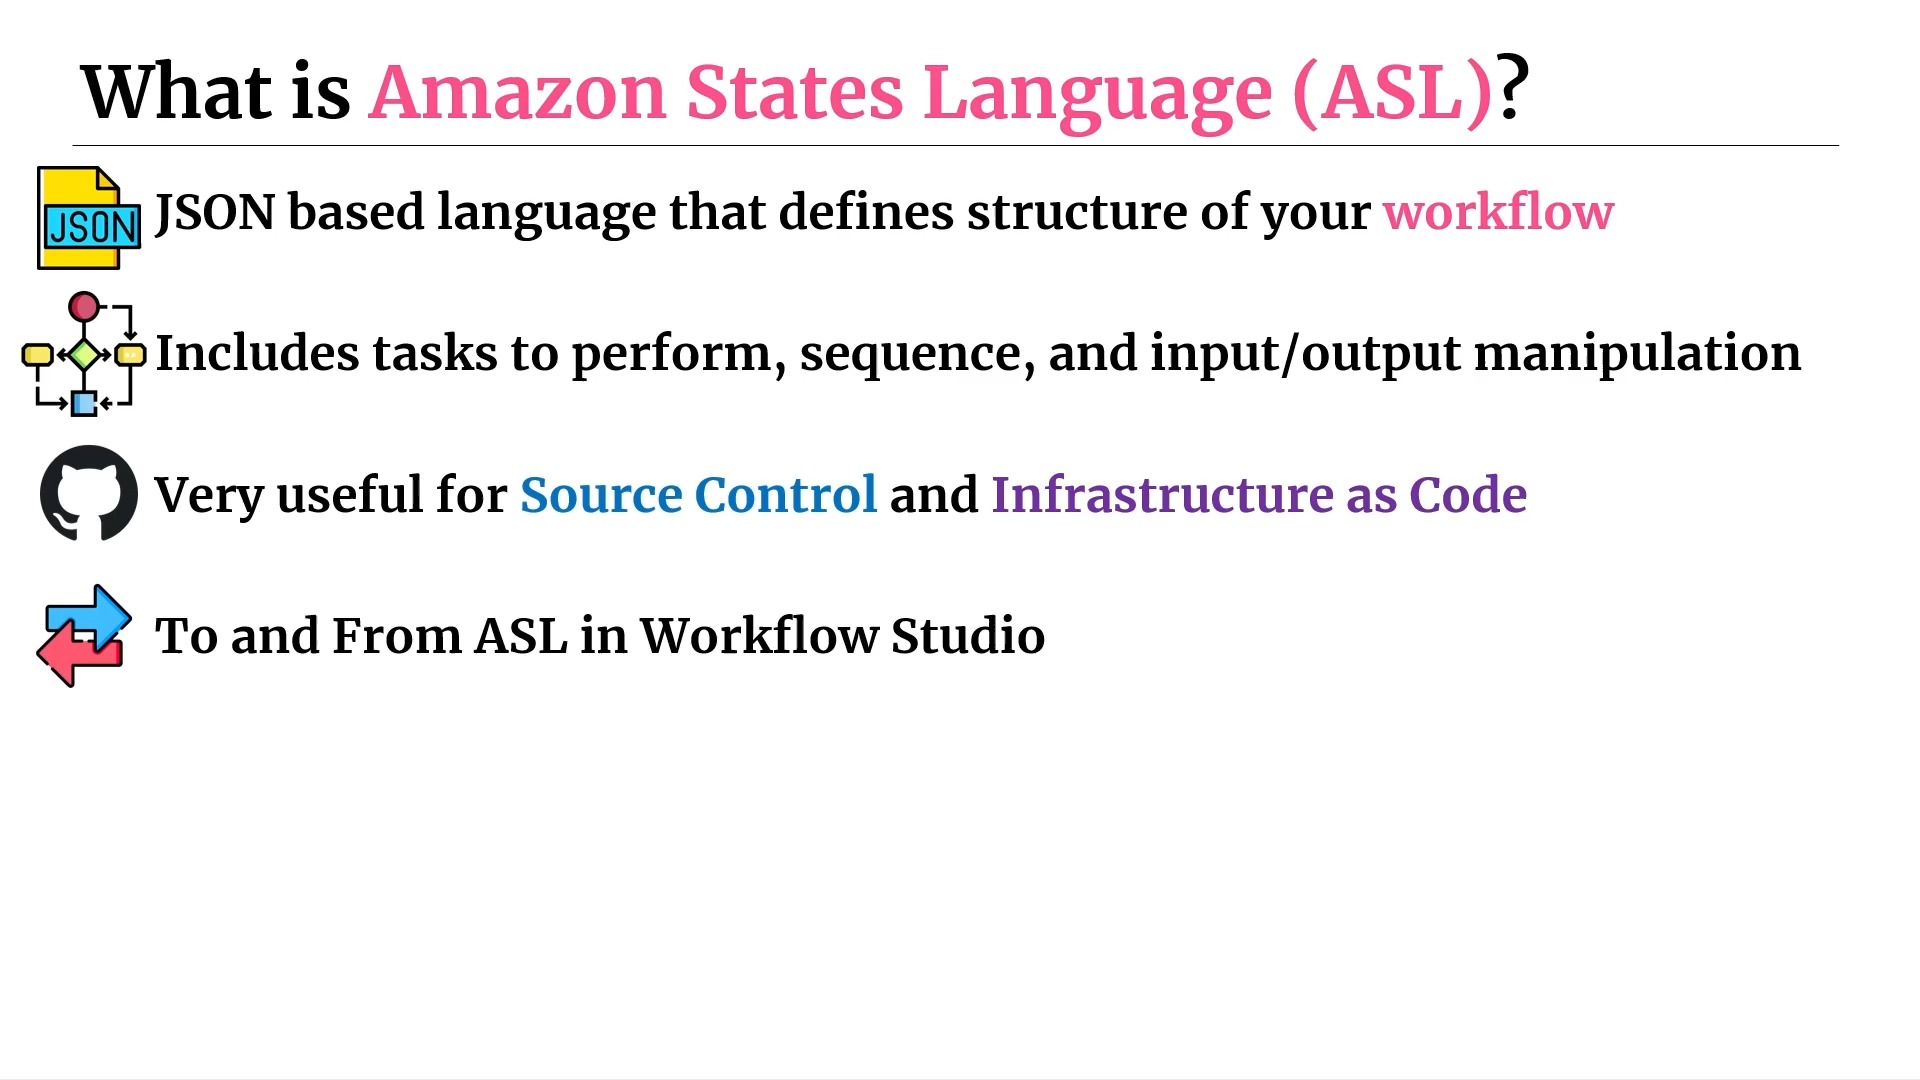 What is Amazon States Language (ASL)?
JSON
JSON based language that defines structure of your workflow
Includes tasks to perform, sequence, and input/output manipulation
Very useful for Source Control and Infrastructure as Code
To and From ASL in Workflow Studio